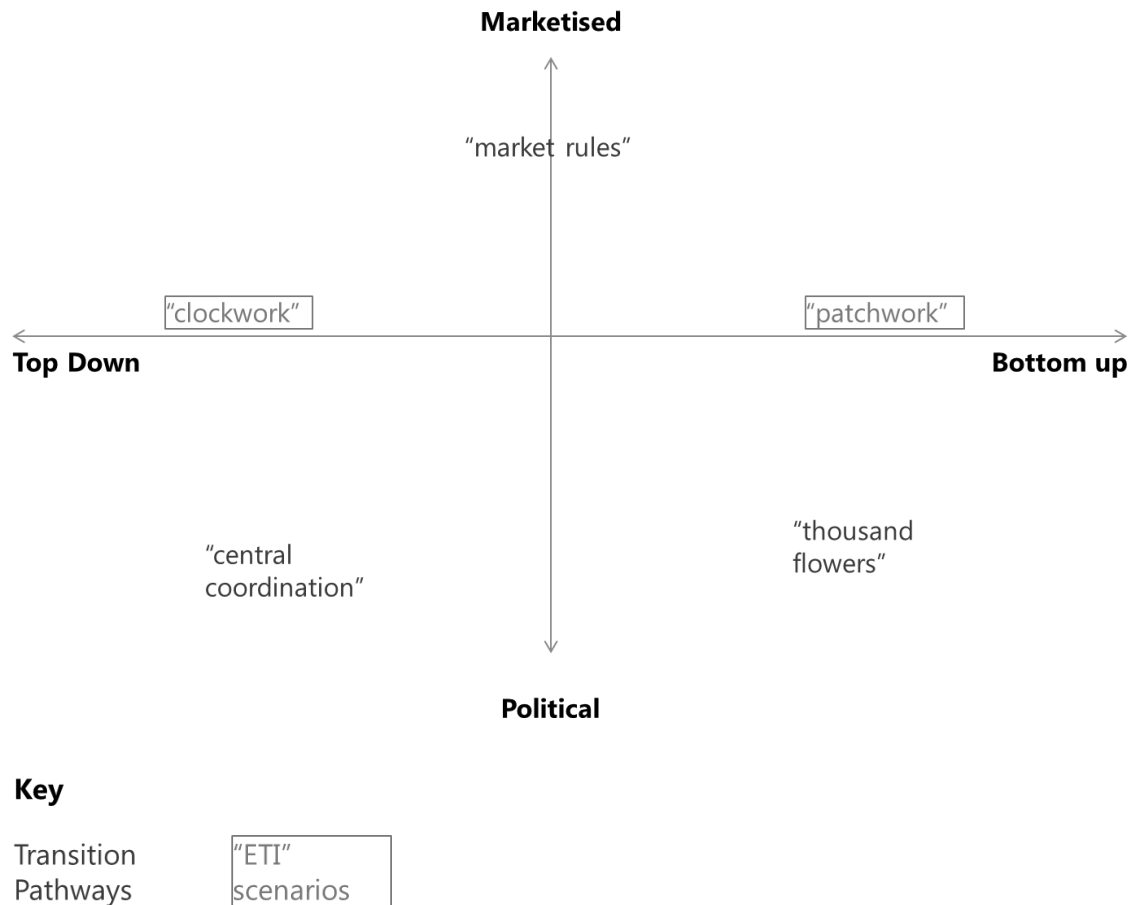 Marketised
“market rules”
“clockwork”
“patchwork”
Top Down
Bottom up
“central
coordination”
“thousand
flowers”
Political
Key
Transition
Pathways
“ETI”
scenarios